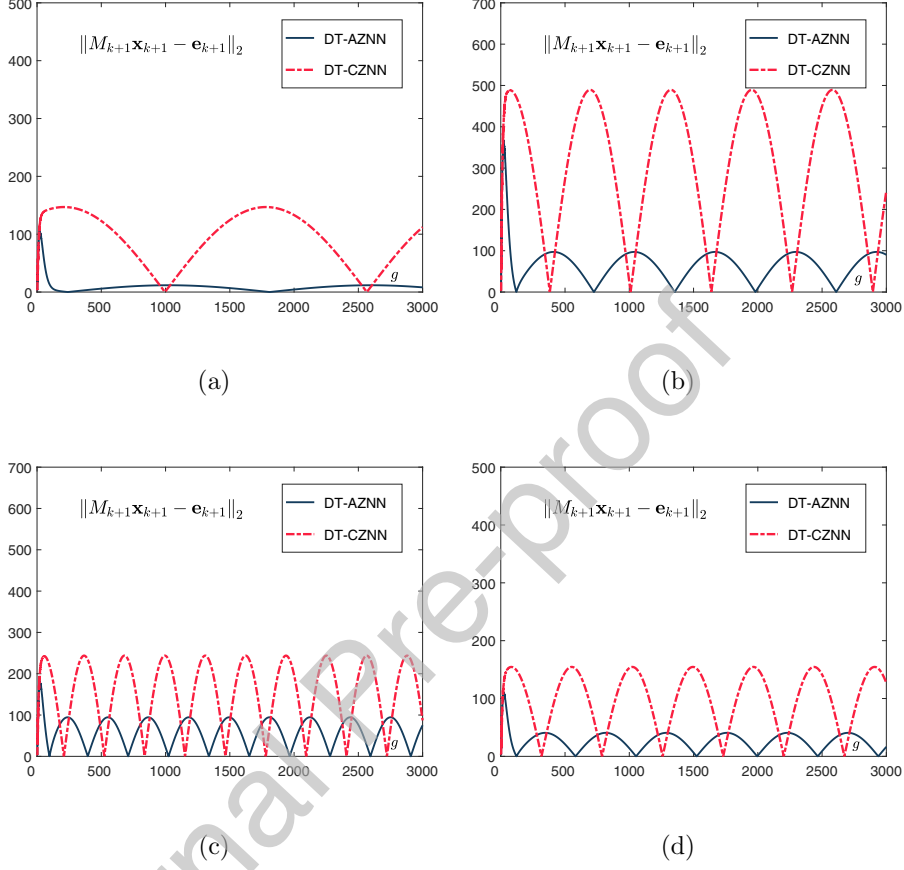 500
400
300
200
100
0
‖M_{k+1}x_{k+1} − e_{k+1}‖_2
DT-AZNN
DT-CZNN
g
0 500 1000 1500 2000 2500 3000
(a)
700
600
500
400
300
200
100
0
‖M_{k+1}x_{k+1} − e_{k+1}‖_2
DT-AZNN
DT-CZNN
g
0 500 1000 1500 2000 2500 3000
(b)
700
600
500
400
300
200
100
0
‖M_{k+1}x_{k+1} − e_{k+1}‖_2
DT-AZNN
DT-CZNN
g
0 500 1000 1500 2000 2500 3000
(c)
500
400
300
200
100
0
‖M_{k+1}x_{k+1} − e_{k+1}‖_2
DT-AZNN
DT-CZNN
g
0 500 1000 1500 2000 2500 3000
(d)
rnal Pre-proof